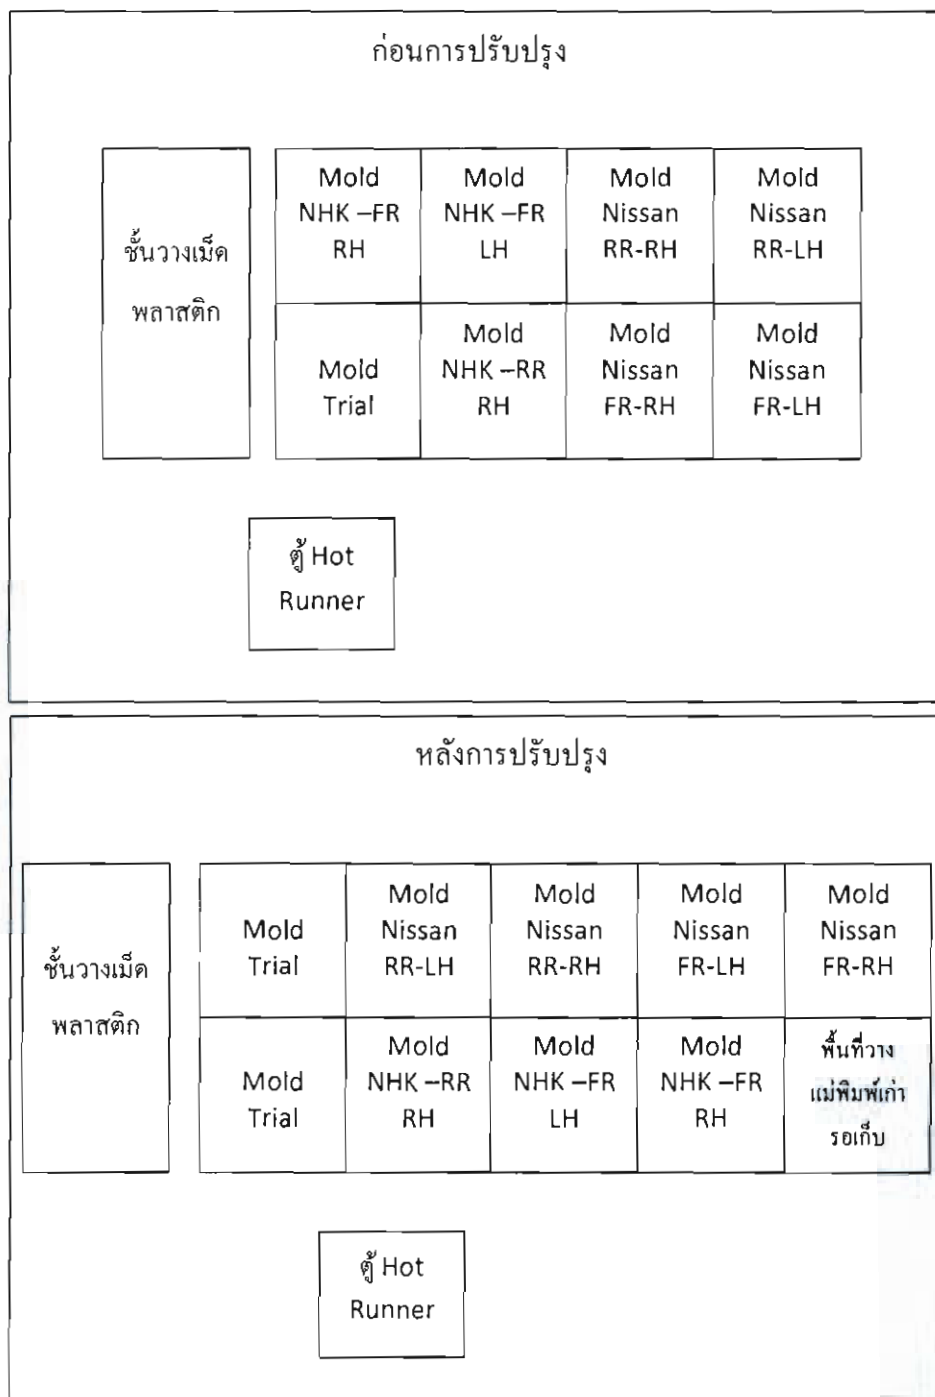 ก่อนการปรับปรุง
ชั้นวางเม็ด
พลาสติก
Mold
NHK –FR
RH
Mold
NHK –FR
LH
Mold
Nissan
RR-RH
Mold
Nissan
RR-LH
Mold
Trial
Mold
NHK –RR
RH
Mold
Nissan
FR-RH
Mold
Nissan
FR-LH
ตู้ Hot
Runner
หลังการปรับปรุง
ชั้นวางเม็ด
พลาสติก
Mold
Trial
Mold
Nissan
RR-LH
Mold
Nissan
RR-RH
Mold
Nissan
FR-LH
Mold
Nissan
FR-RH
Mold
Trial
Mold
NHK –RR
RH
Mold
NHK –FR
LH
Mold
NHK –FR
RH
พื้นที่วาง
แม่พิมพ์เก่า
รอเก็บ
ตู้ Hot
Runner